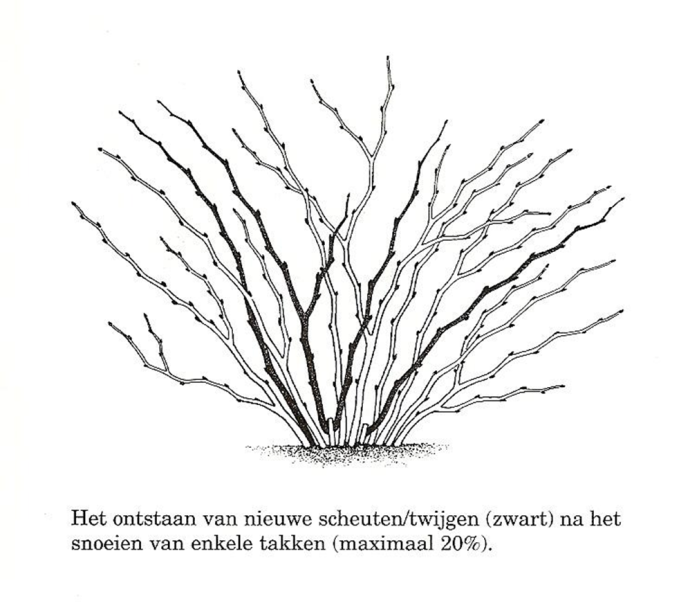 Het ontstaan van nieuwe scheuten/twijgen (zwart) na het
snoeien van enkele takken (maximaal 20%).